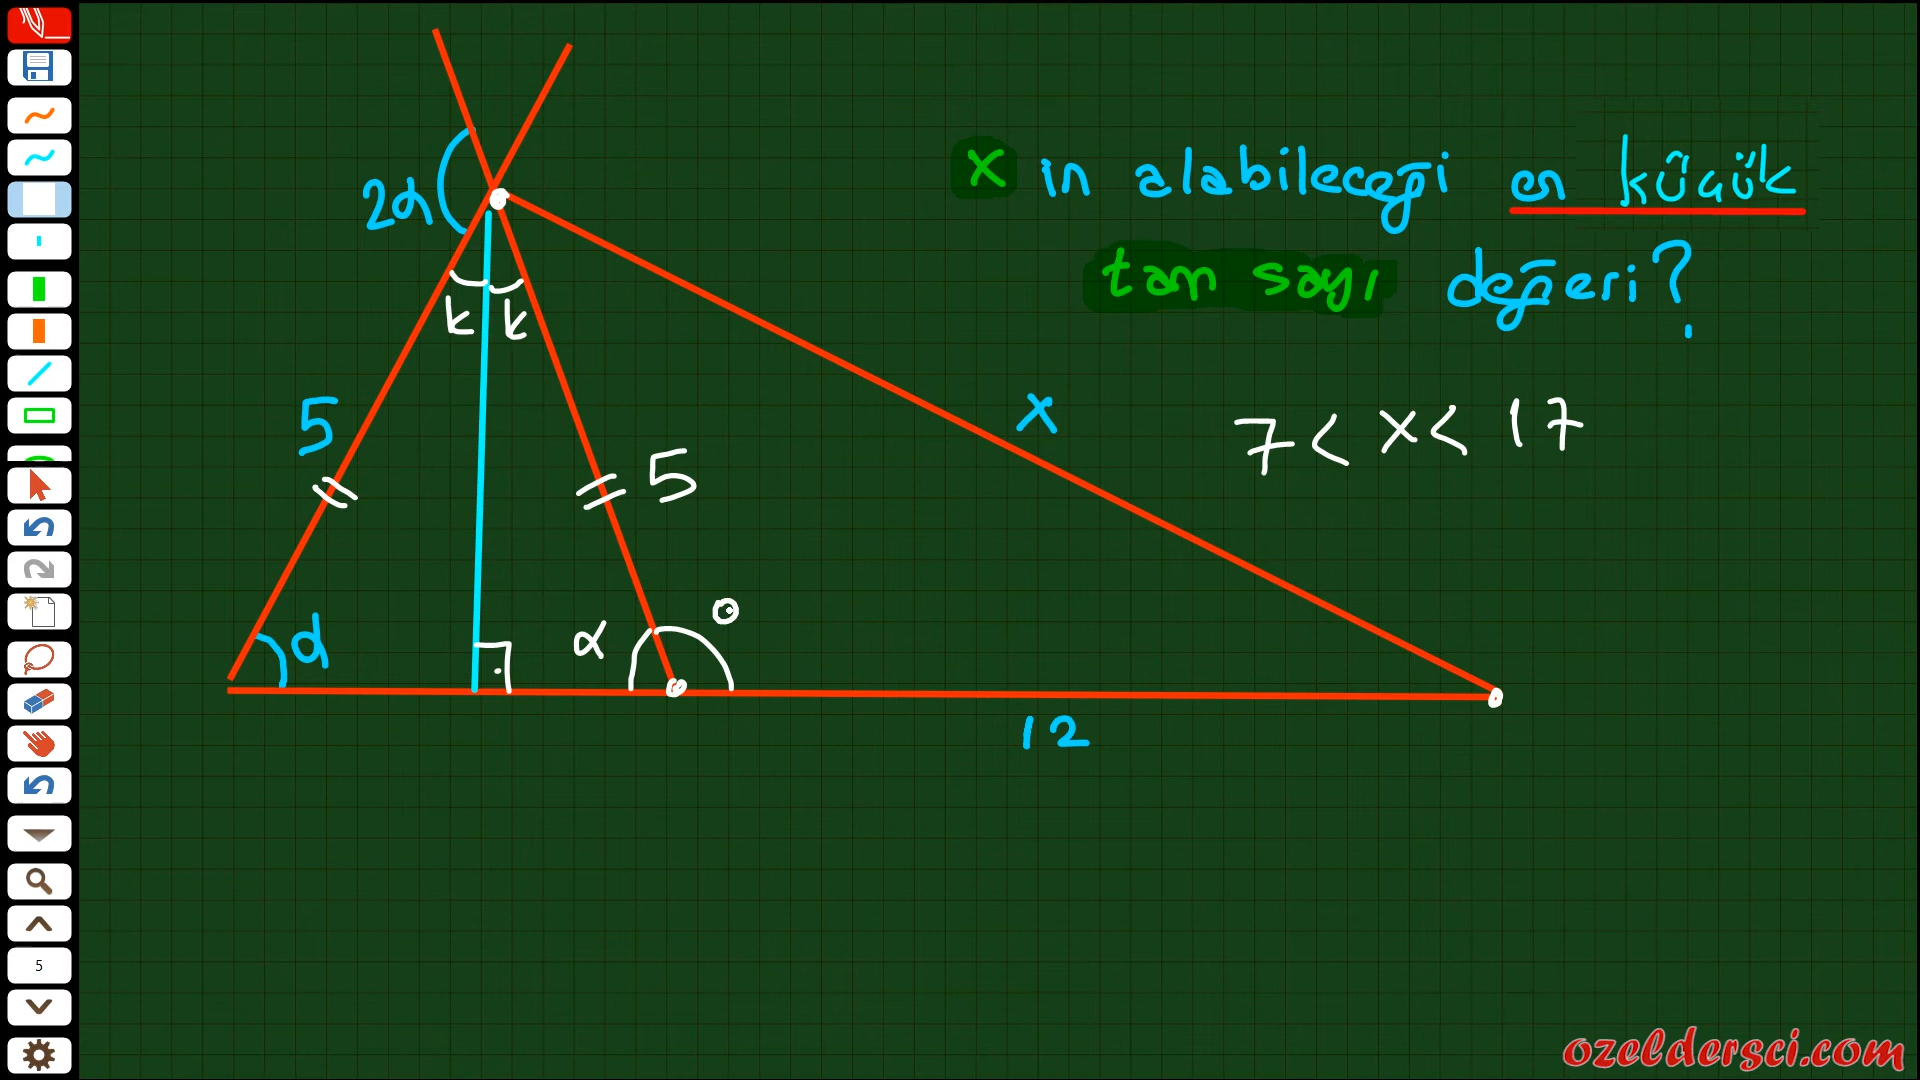 x in alabileceği en küçük
tam sayı değeri?
2α
k k
5
x
7 < x < 17
5
α
α
12
5
ozeldersci.com